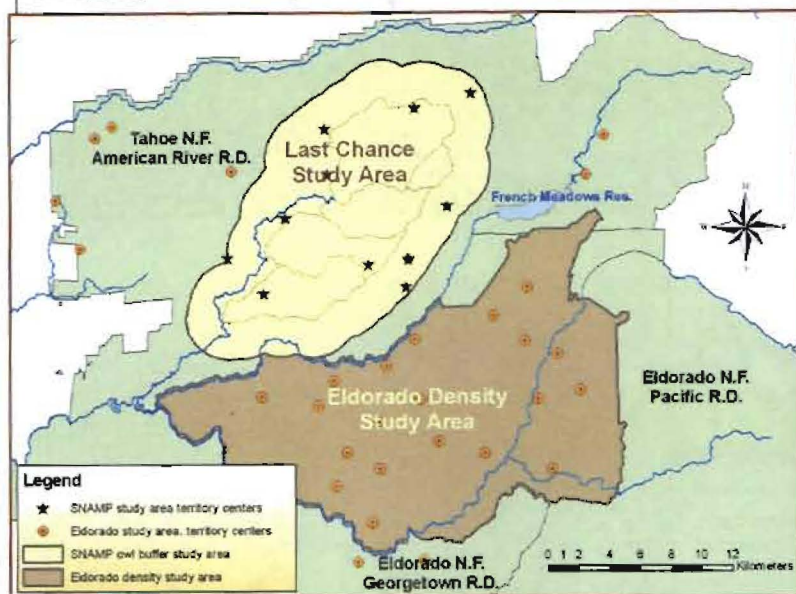 Tahoe N.F.
American River R.D.
Last Chance
Study Area
French Meadows Res.
N
W
E
Eldorado N.F.
Pacific R.D.
Eldorado Density
Study Area
Legend
SNAMP study area territory centers
Eldorado study area, territory centers
SNAMP owl buffer study area
Eldorado density study area
Eldorado N.F.
Georgetown R.D.
0 1 2 4 6 8 10 12
Kilometers